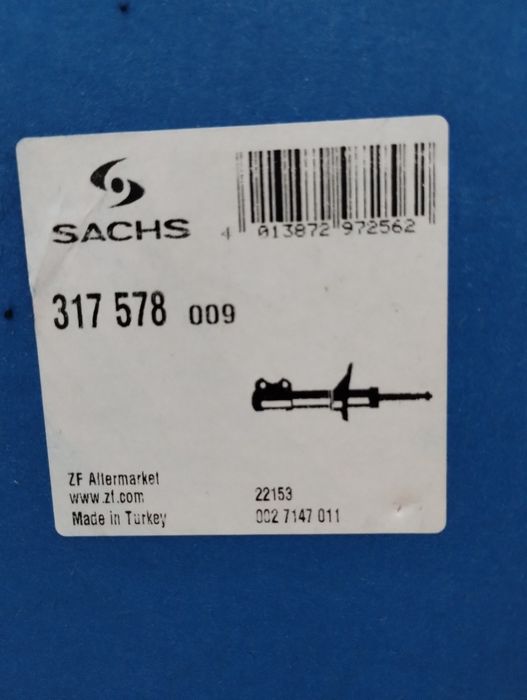 SACHS
4 013872 972562
317 578 009
ZF Aftermarket
www.zf.com
Made in Turkey
22153
002 7147 011